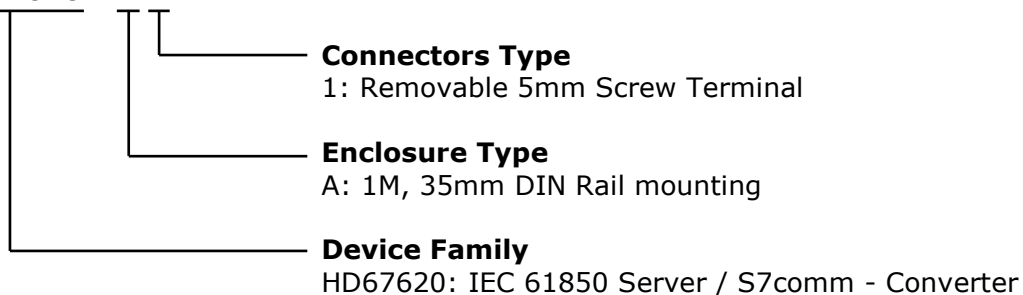 Connectors Type
1: Removable 5mm Screw Terminal
Enclosure Type
A: 1M, 35mm DIN Rail mounting
Device Family
HD67620: IEC 61850 Server / S7comm - Converter